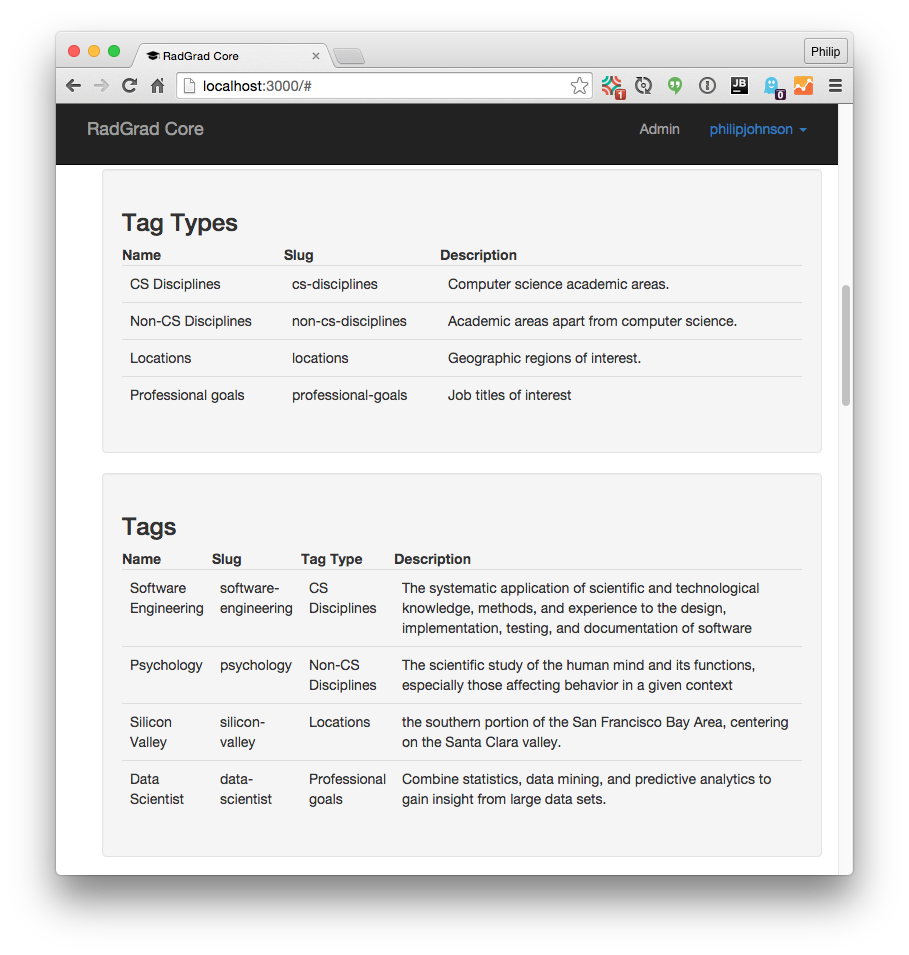 RadGrad Core
Philip
localhost:3000/#
1
JB
0
RadGrad Core Admin philipjohnson
Tag Types
Name Slug Description
CS Disciplines cs-disciplines Computer science academic areas.
Non-CS Disciplines non-cs-disciplines Academic areas apart from computer science.
Locations locations Geographic regions of interest.
Professional goals professional-goals Job titles of interest
Tags
Name Slug Tag Type Description
Software software- CS The systematic application of scientific and technological
Engineering engineering Disciplines knowledge, methods, and experience to the design,
implementation, testing, and documentation of software
Psychology psychology Non-CS The scientific study of the human mind and its functions,
Disciplines especially those affecting behavior in a given context
Silicon silicon- Locations the southern portion of the San Francisco Bay Area, centering
Valley valley on the Santa Clara valley.
Data data- Professional Combine statistics, data mining, and predictive analytics to
Scientist scientist goals gain insight from large data sets.